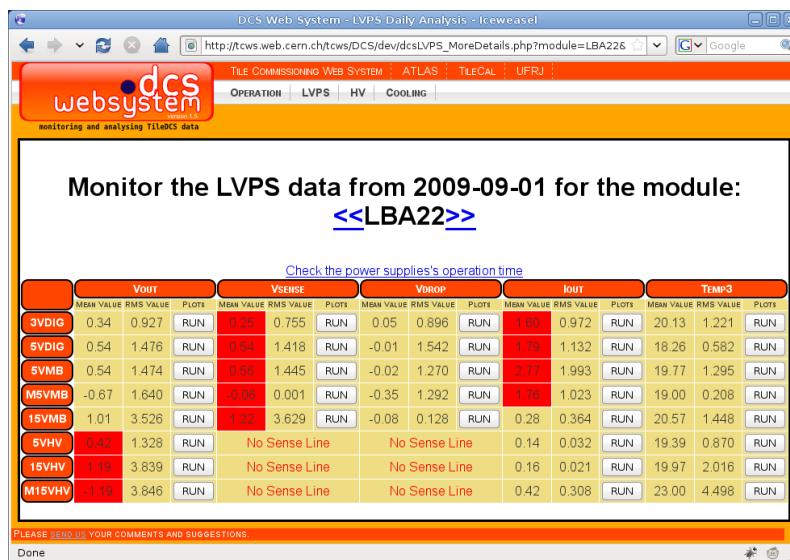 DCS Web System - LVPS Daily Analysis - Iceweasel
http://tcws.web.cern.ch/tcws/DCS/dev/dcsLVPS_MoreDetails.php?module=LBA22& Google
dcs websystem
version 1.5
monitoring and analysing TileDCS data
Tile Commissioning Web System ATLAS TileCal UFRJ
Operation LVPS HV Cooling
Monitor the LVPS data from 2009-09-01 for the module:
<<LBA22>>
Check the power supplies's operation time
Vout Vsense Vdrop Iout Temp3
Mean Value RMS Value Plots Mean Value RMS Value Plots Mean Value RMS Value Plots Mean Value RMS Value Plots Mean Value RMS Value Plots
3VDIG 0.34 0.927 RUN 0.25 0.755 RUN 0.05 0.896 RUN 1.60 0.972 RUN 20.13 1.221 RUN
5VDIG 0.54 1.476 RUN 0.54 1.418 RUN -0.01 1.542 RUN 1.79 1.132 RUN 18.26 0.582 RUN
5VMB 0.54 1.474 RUN 0.56 1.445 RUN -0.02 1.270 RUN 2.77 1.993 RUN 19.77 1.295 RUN
M5VMB -0.67 1.640 RUN -0.06 0.001 RUN -0.35 1.292 RUN 1.76 1.023 RUN 19.00 0.208 RUN
15VMB 1.01 3.526 RUN 1.22 3.629 RUN -0.08 0.128 RUN 0.28 0.364 RUN 20.57 1.448 RUN
5VHV 0.42 1.328 RUN No Sense Line No Sense Line 0.14 0.032 RUN 19.39 0.870 RUN
15VHV 1.19 3.839 RUN No Sense Line No Sense Line 0.16 0.021 RUN 19.97 2.016 RUN
M15VHV -1.19 3.846 RUN No Sense Line No Sense Line 0.42 0.308 RUN 23.00 4.498 RUN
Please send us your comments and suggestions.
Done